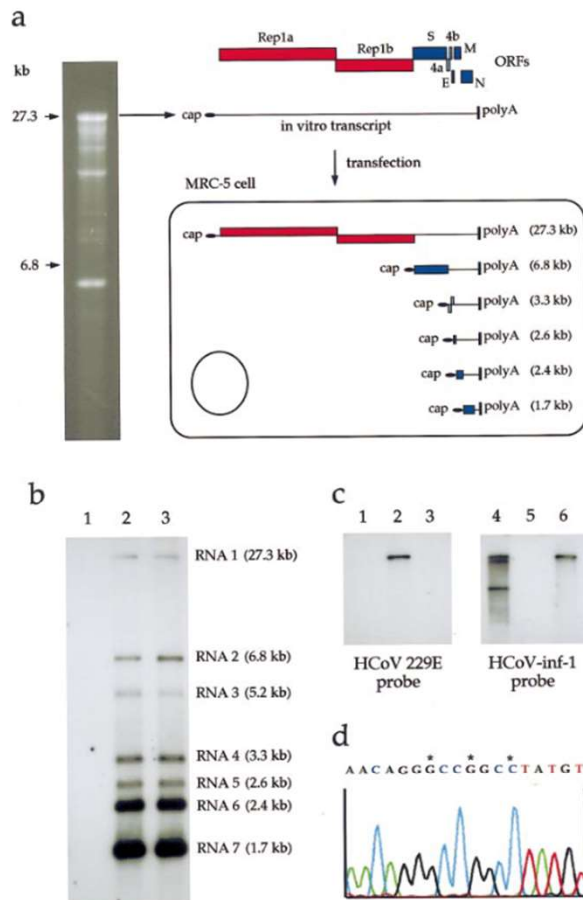 a
Rep1a
Rep1b
S
4b
M
4a
E
N
ORFs
kb
27.3
cap
polyA
in vitro transcript
transfection
MRC-5 cell
cap
polyA (27.3 kb)
cap
polyA (6.8 kb)
6.8
cap
polyA (3.3 kb)
cap
polyA (2.6 kb)
cap
polyA (2.4 kb)
cap
polyA (1.7 kb)
b
1 2 3
RNA 1 (27.3 kb)
RNA 2 (6.8 kb)
RNA 3 (5.2 kb)
RNA 4 (3.3 kb)
RNA 5 (2.6 kb)
RNA 6 (2.4 kb)
RNA 7 (1.7 kb)
c
1 2 3
4 5 6
HCoV 229E
probe
HCoV-inf-1
probe
d
* * *
A A C A G G G C C G G C C T A T G T